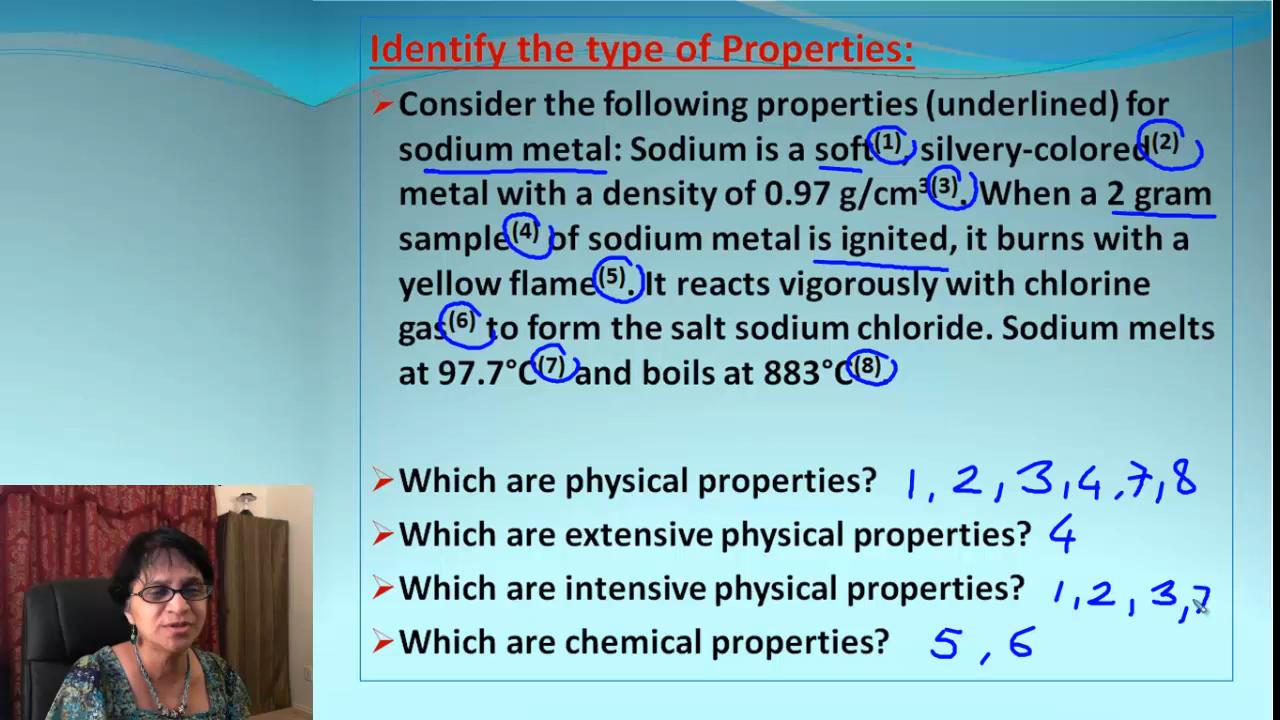 Identify the type of Properties:
Consider the following properties (underlined) for
sodium metal: Sodium is a soft(1), silvery-colored(2)
metal with a density of 0.97 g/cm3(3). When a 2 gram
sample(4) of sodium metal is ignited, it burns with a
yellow flame(5). It reacts vigorously with chlorine
gas(6) to form the salt sodium chloride. Sodium melts
at 97.7°C(7) and boils at 883°C(8)
Which are physical properties? 1, 2, 3, 4, 7, 8
Which are extensive physical properties? 4
Which are intensive physical properties? 1, 2, 3, 7
Which are chemical properties? 5, 6